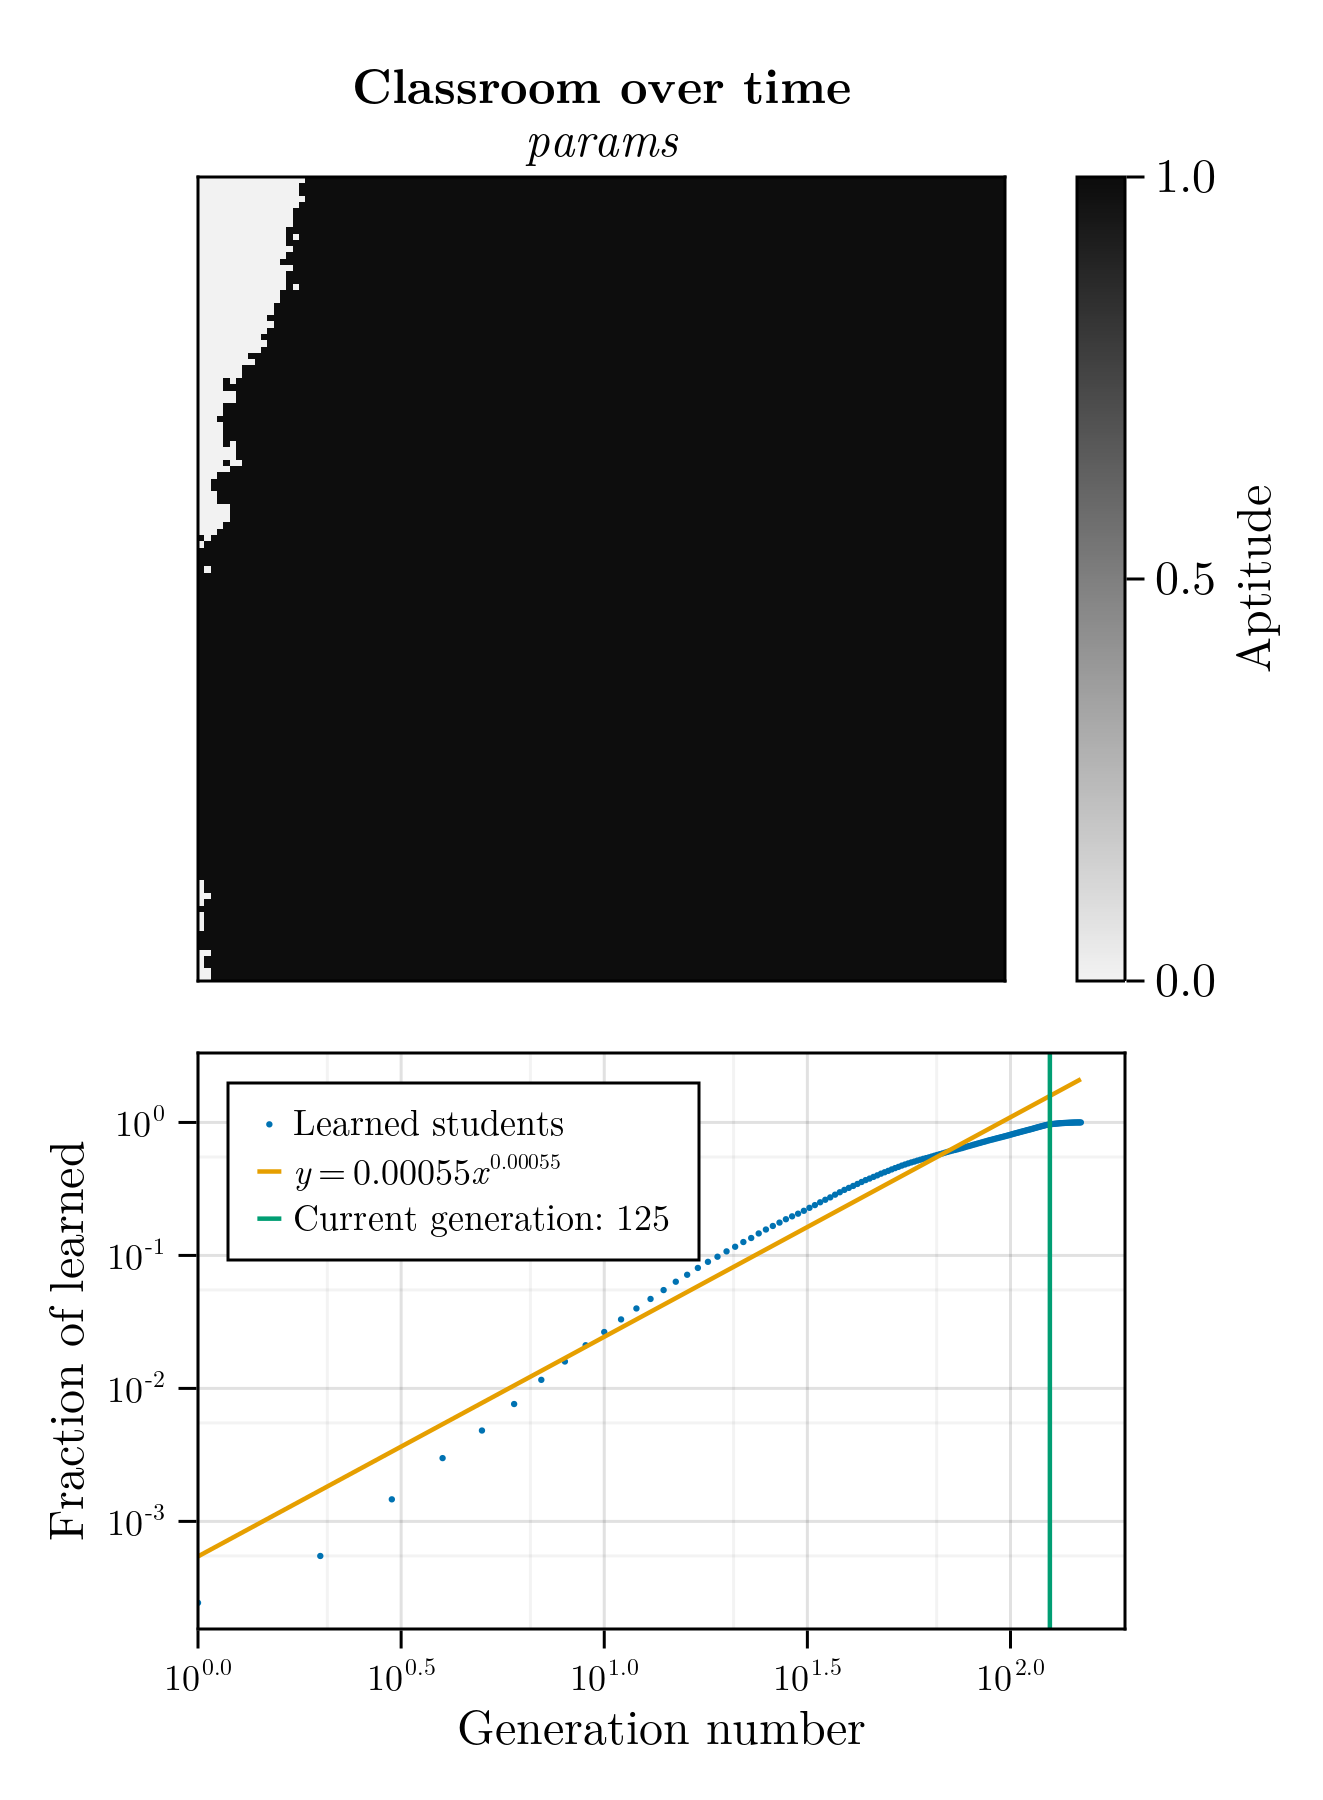 Classroom over time
params
1.0
0.5
0.0
Aptitude
Learned students
y = 0.00055x^0.00055
Current generation: 125
10^0
10^-1
10^-2
10^-3
Fraction of learned
10^0.0 10^0.5 10^1.0 10^1.5 10^2.0
Generation number